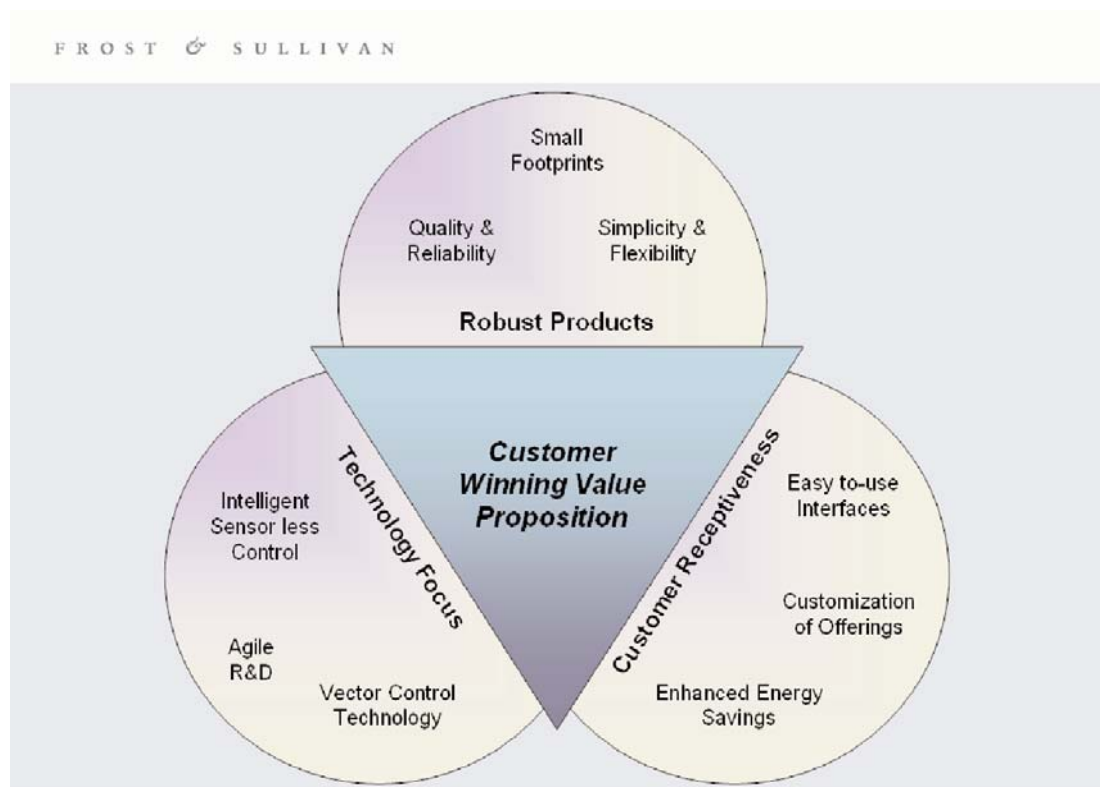 FROST & SULLIVAN
Small
Footprints
Quality &
Reliability
Simplicity &
Flexibility
Robust Products
Customer
Winning Value
Proposition
Technology Focus
Intelligent
Sensor less
Control
Agile
R&D
Vector Control
Technology
Customer Receptiveness
Easy to-use
Interfaces
Customization
of Offerings
Enhanced Energy
Savings